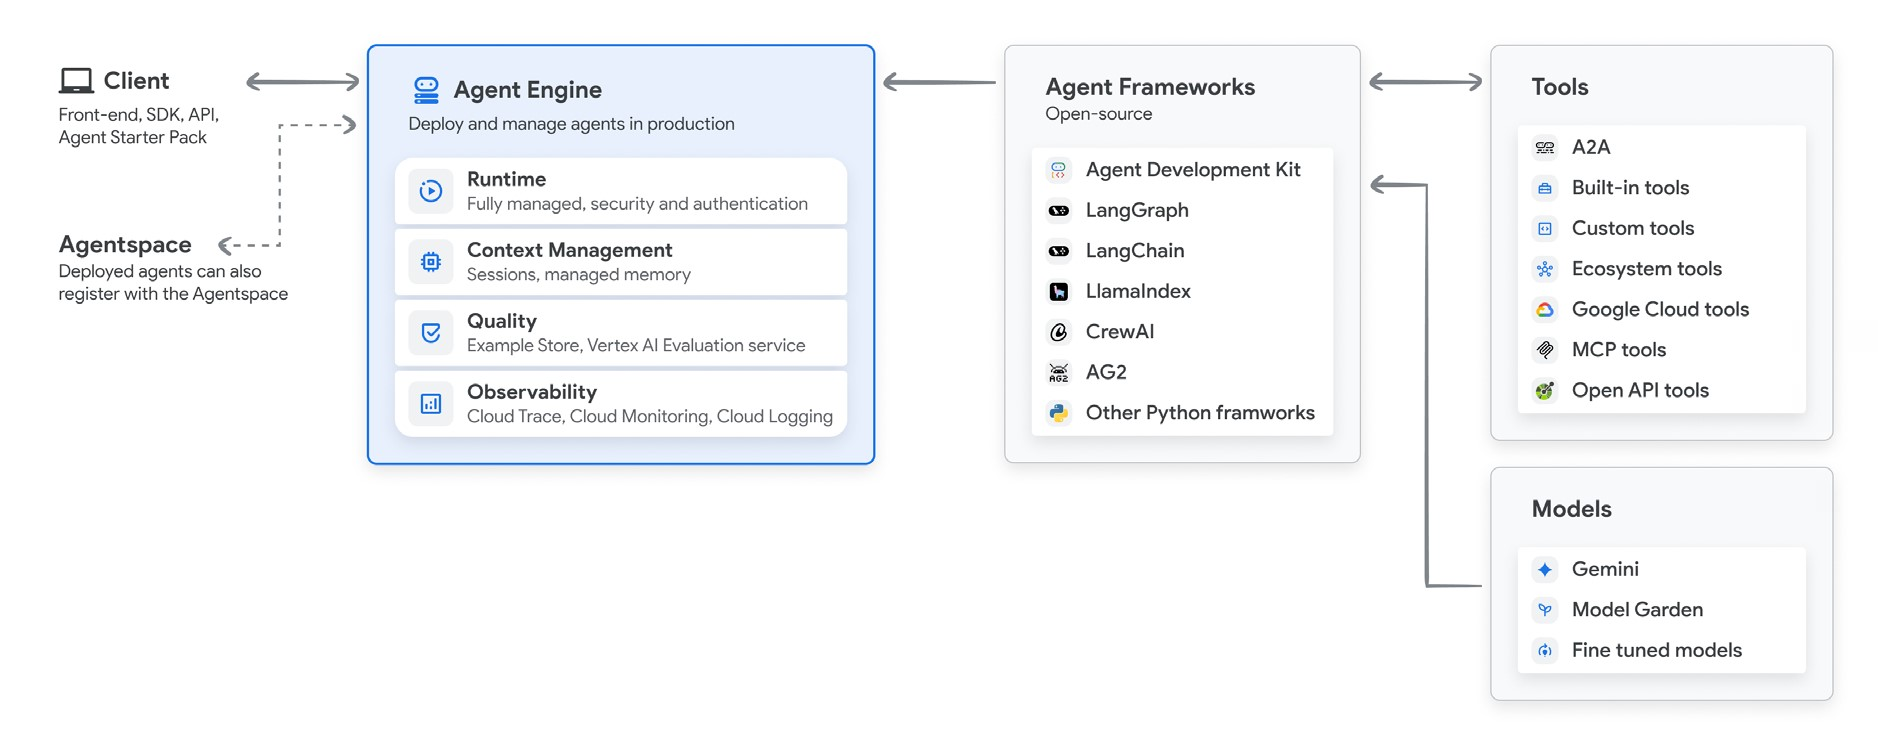 Client
Front-end, SDK, API,
Agent Starter Pack
Agentspace
Deployed agents can also
register with the Agentspace
Agent Engine
Deploy and manage agents in production
Runtime
Fully managed, security and authentication
Context Management
Sessions, managed memory
Quality
Example Store, Vertex AI Evaluation service
Observability
Cloud Trace, Cloud Monitoring, Cloud Logging
Agent Frameworks
Open-source
Agent Development Kit
LangGraph
LangChain
LlamaIndex
CrewAI
AG2
AG2
Other Python framworks
Tools
A2A
Built-in tools
Custom tools
Ecosystem tools
Google Cloud tools
MCP tools
Open API tools
Models
Gemini
Model Garden
Fine tuned models